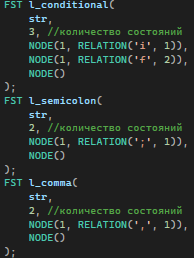 FST l_conditional(
str,
3, //количество состояний
NODE(1, RELATION('i', 1)),
NODE(1, RELATION('f', 2)),
NODE()
);
FST l_semicolon(
str,
2, //количество состояний
NODE(1, RELATION(';', 1)),
NODE()
);
FST l_comma(
str,
2, //количество состояний
NODE(1, RELATION(',', 1)),
NODE()
);